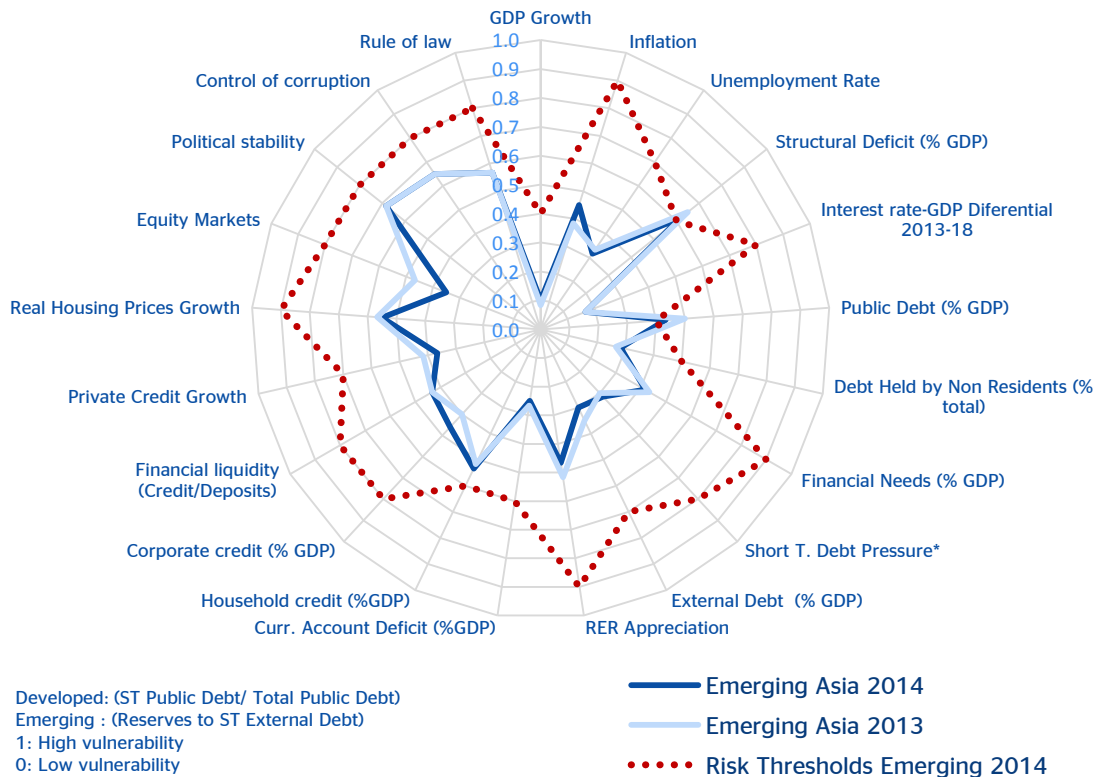 GDP Growth
1.0
0.9
0.8
0.7
0.6
0.5
0.4
0.3
0.2
0.1
0.0
Inflation
Unemployment Rate
Structural Deficit (% GDP)
Interest rate-GDP Diferential
2013-18
Public Debt (% GDP)
Debt Held by Non Residents (%
total)
Financial Needs (% GDP)
Short T. Debt Pressure*
External Debt (% GDP)
RER Appreciation
Curr. Account Deficit (%GDP)
Household credit (%GDP)
Corporate credit (% GDP)
Financial liquidity
(Credit/Deposits)
Private Credit Growth
Real Housing Prices Growth
Equity Markets
Political stability
Control of corruption
Rule of law
Developed: (ST Public Debt/ Total Public Debt)
Emerging : (Reserves to ST External Debt)
1: High vulnerability
0: Low vulnerability
Emerging Asia 2014
Emerging Asia 2013
Risk Thresholds Emerging 2014